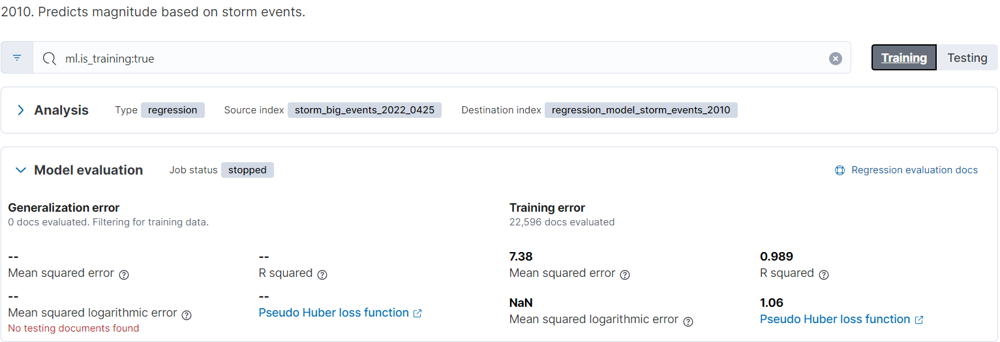 2010. Predicts magnitude based on storm events.
ml.is_training:true
Training Testing
Analysis Type regression Source index storm_big_events_2022_0425 Destination index regression_model_storm_events_2010
Model evaluation Job status stopped Regression evaluation docs
Generalization error Training error
0 docs evaluated. Filtering for training data. 22,596 docs evaluated
-- -- 7.38 0.989
Mean squared error R squared Mean squared error R squared
-- -- NaN 1.06
Mean squared logarithmic error Pseudo Huber loss function Mean squared logarithmic error Pseudo Huber loss function
No testing documents found